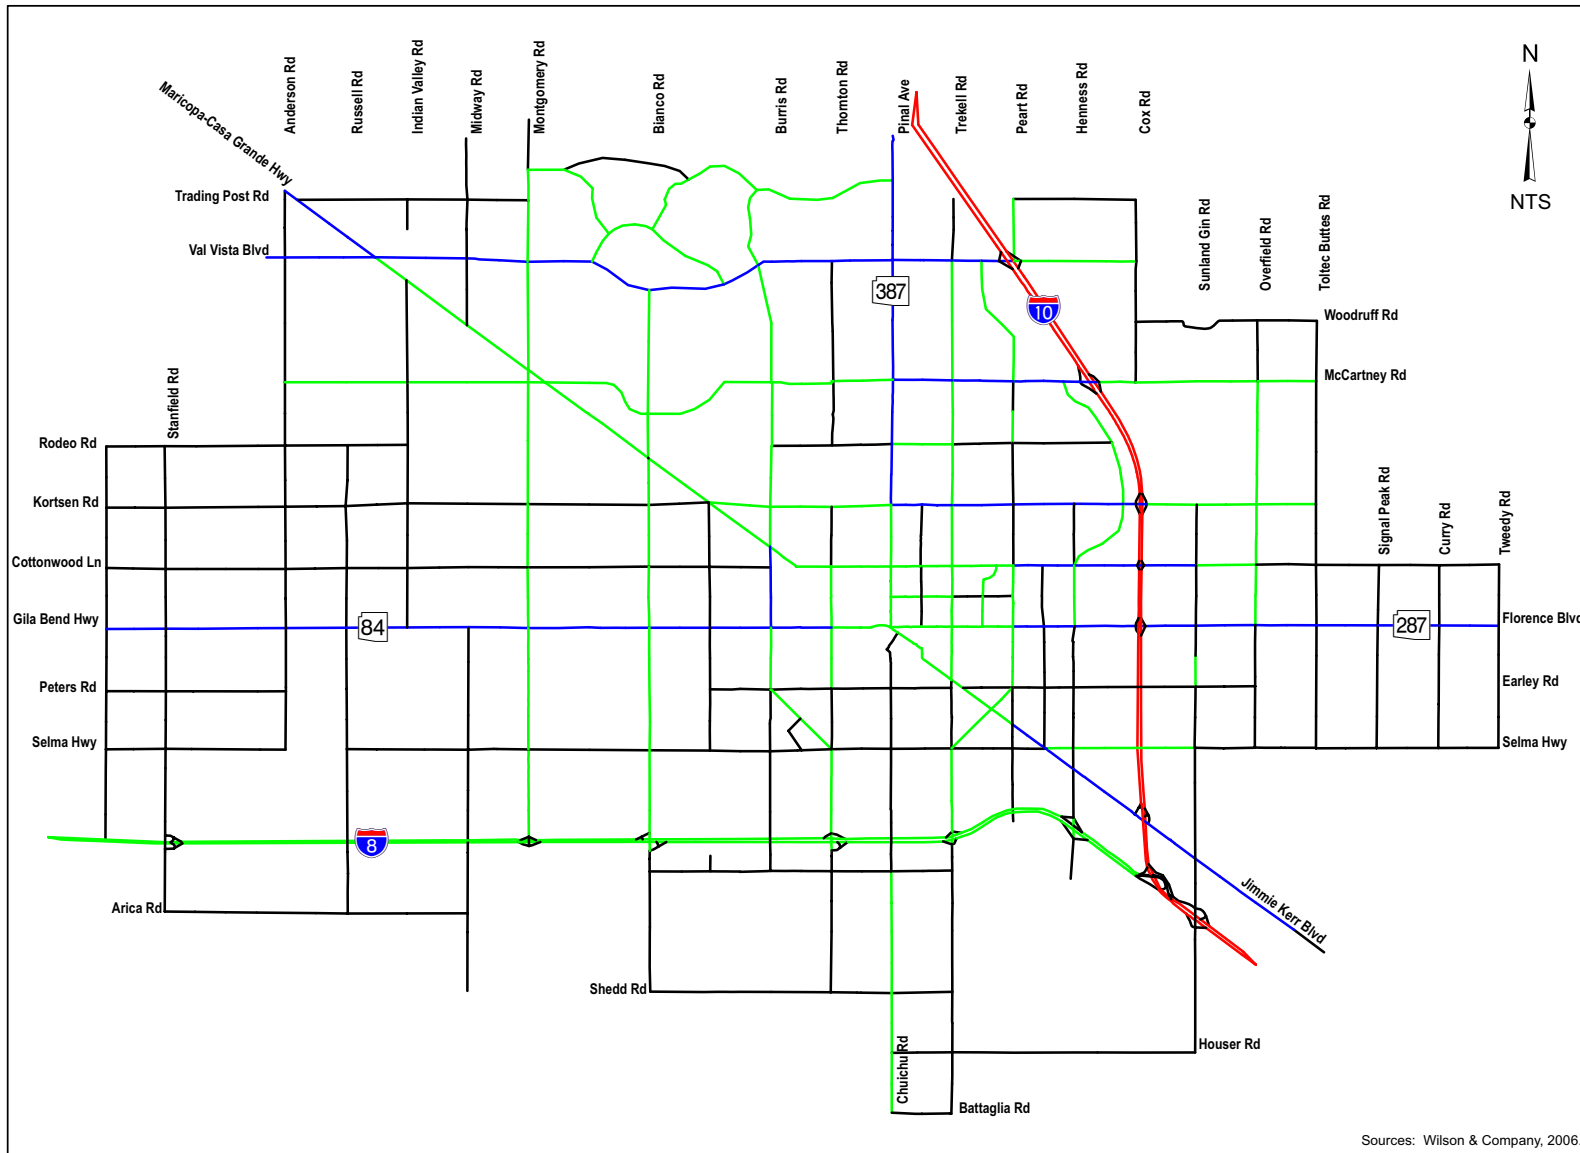 N
NTS
Maricopa-Casa Grande Hwy
Anderson Rd
Russell Rd
Indian Valley Rd
Midway Rd
Montgomery Rd
Bianco Rd
Burris Rd
Thornton Rd
Pinal Ave
Trekell Rd
Peart Rd
Henness Rd
Cox Rd
Sunland Gin Rd
Overfield Rd
Toltec Buttes Rd
Trading Post Rd
Val Vista Blvd
387
10
Woodruff Rd
McCartney Rd
Stanfield Rd
Rodeo Rd
Kortsen Rd
Signal Peak Rd
Curry Rd
Tweedy Rd
Cottonwood Ln
Gila Bend Hwy
84
287
Florence Blvd
Peters Rd
Earley Rd
Selma Hwy
Selma Hwy
8
Arica Rd
Jimmie Kerr Blvd
Shedd Rd
Houser Rd
Chuichu Rd
Battaglia Rd
Sources: Wilson & Company, 2006.